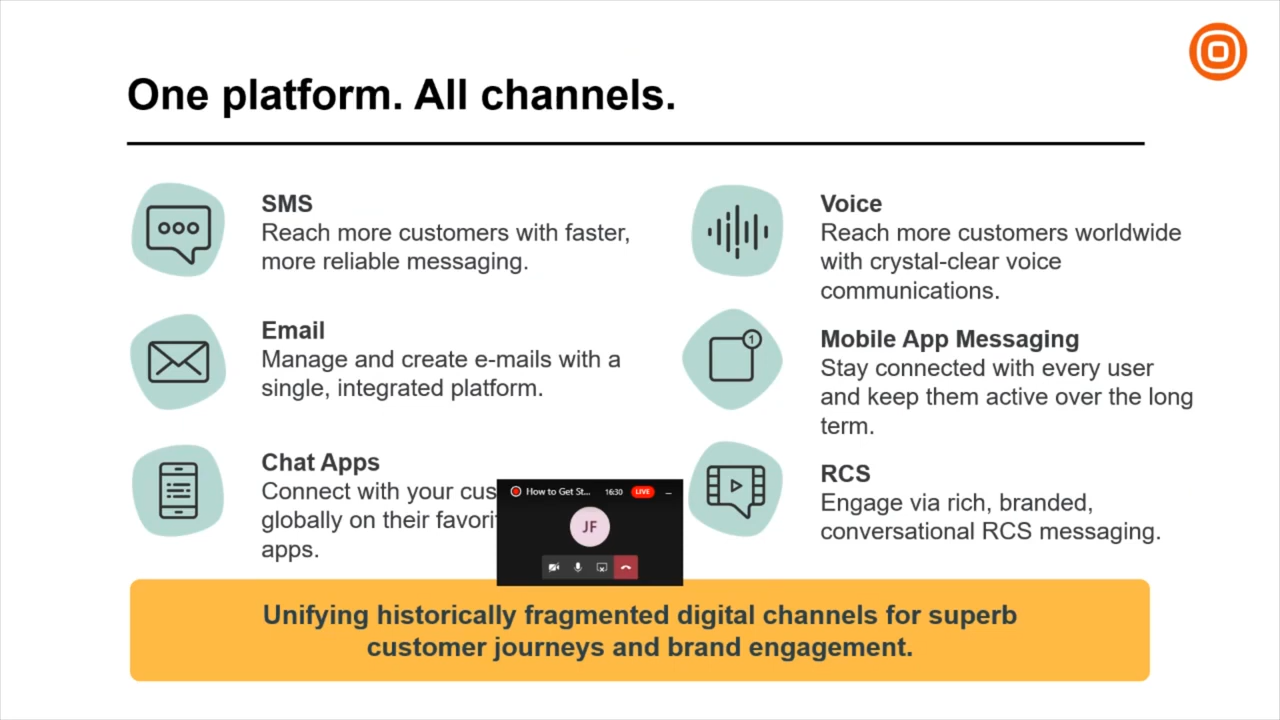 One platform. All channels.
SMS
Reach more customers with faster,
more reliable messaging.
Email
Manage and create e-mails with a
single, integrated platform.
Chat Apps
Connect with your
globally on their
apps.
Voice
Reach more customers worldwide
with crystal-clear voice
communications.
Mobile App Messaging
Stay connected with every user
and keep them active over the long
term.
1
RCS
Engage via rich, branded,
conversational RCS messaging.
How to Get St... 16:30 LIVE
JF
Unifying historically fragmented digital channels for superb
customer journeys and brand engagement.